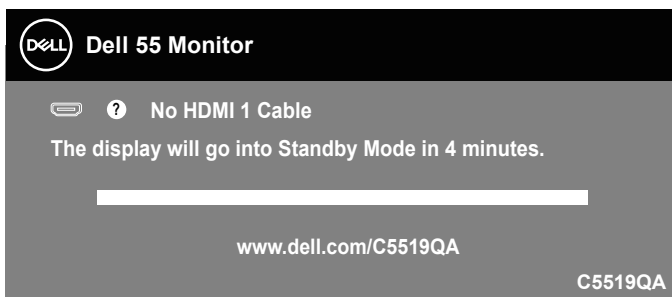 DELL Dell 55 Monitor
? No HDMI 1 Cable
The display will go into Standby Mode in 4 minutes.
www.dell.com/C5519QA
C5519QA